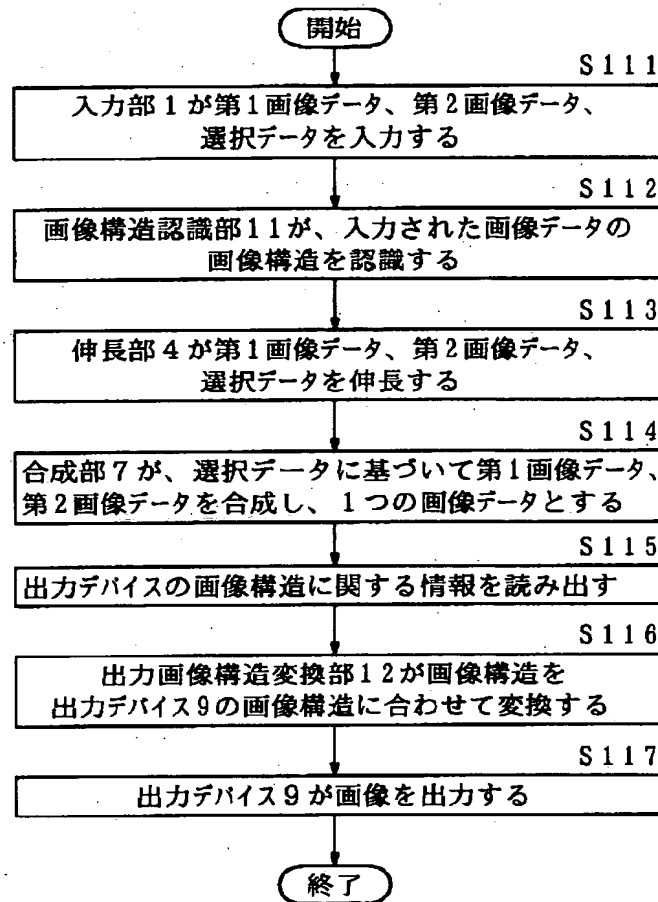 開始
S111
入力部1が第1画像データ、第2画像データ、
選択データを入力する
S112
画像構造認識部11が、入力された画像データの
画像構造を認識する
S113
伸長部4が第1画像データ、第2画像データ、
選択データを伸長する
S114
合成部7が、選択データに基づいて第1画像データ、
第2画像データを合成し、1つの画像データとする
S115
出力デバイスの画像構造に関する情報を読み出す
S116
出力画像構造変換部12が画像構造を
出力デバイス9の画像構造に合わせて変換する
S117
出力デバイス9が画像を出力する
終了